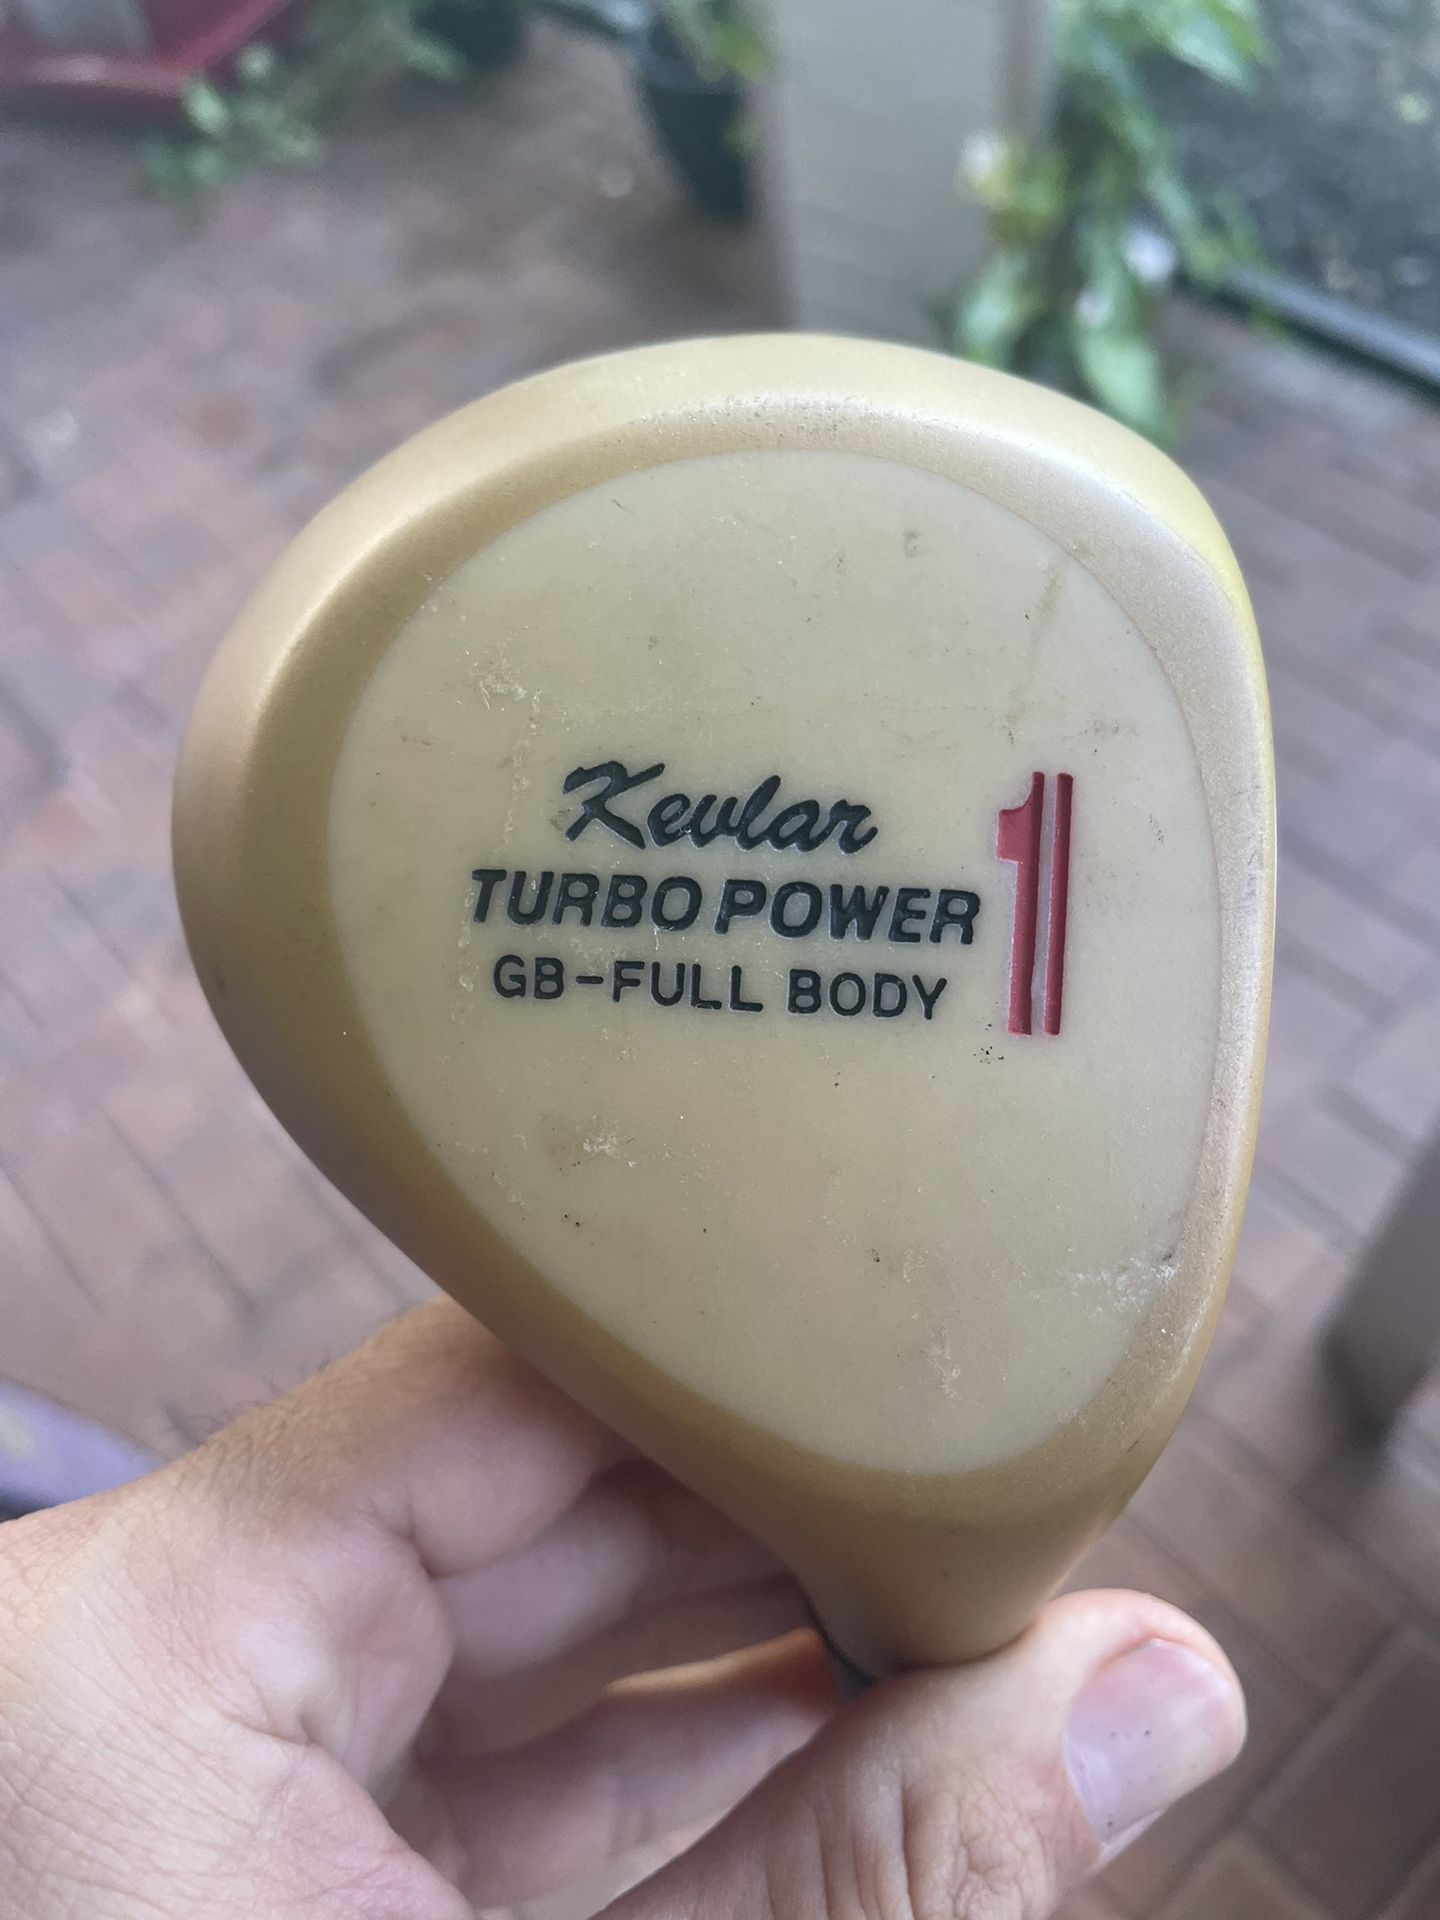 Kevlar
TURBO POWER
GB-FULL BODY
1